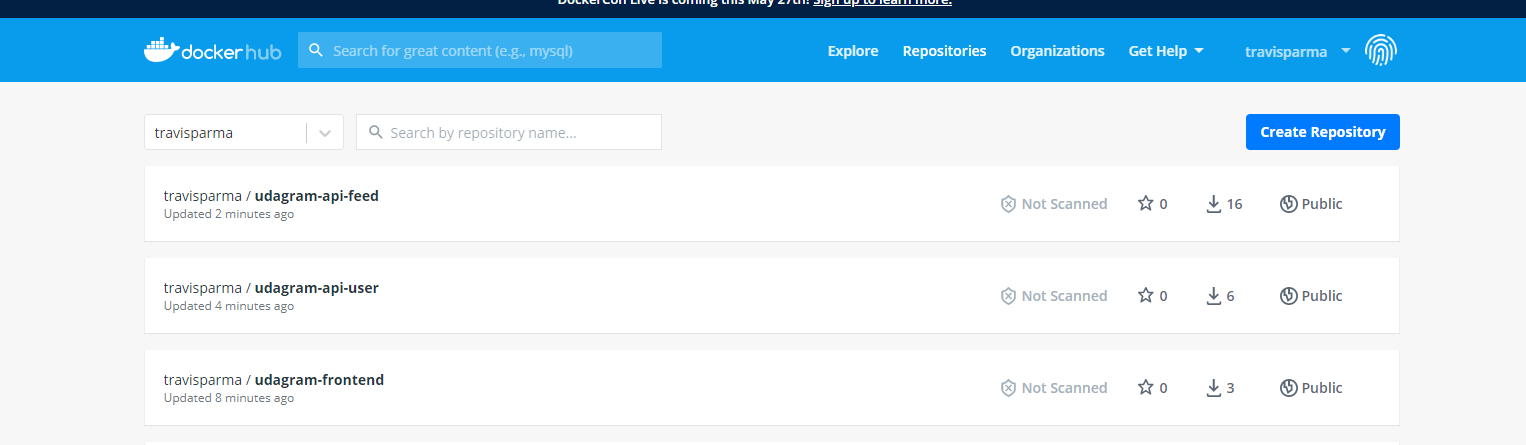 DockerCon Live is coming this May 27th! Sign up to learn more.
docker hub Search for great content (e.g., mysql) Explore Repositories Organizations Get Help travisparma
travisparma Search by repository name... Create Repository
travisparma / udagram-api-feed
Updated 2 minutes ago
Not Scanned 0 16 Public
travisparma / udagram-api-user
Updated 4 minutes ago
Not Scanned 0 6 Public
travisparma / udagram-frontend
Updated 8 minutes ago
Not Scanned 0 3 Public